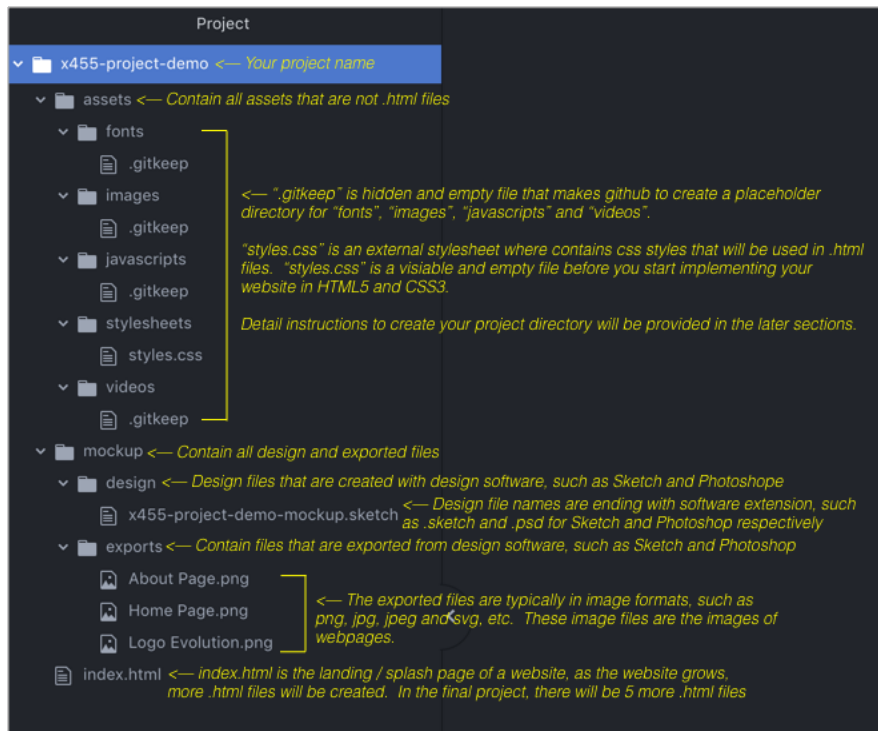 Project
x455-project-demo <— Your project name
assets <— Contain all assets that are not .html files
fonts
.gitkeep
images
.gitkeep
javascripts
.gitkeep
stylesheets
styles.css
videos
.gitkeep
<— “.gitkeep” is hidden and empty file that makes github to create a placeholder
directory for “fonts”, “images”, “javascripts” and “videos”.
“styles.css” is an external stylesheet where contains css styles that will be used in .html
files. “styles.css” is a visiable and empty file before you start implementing your
website in HTML5 and CSS3.
Detail instructions to create your project directory will be provided in the later sections.
mockup <— Contain all design and exported files
design <— Design files that are created with design software, such as Sketch and Photoshope
x455-project-demo-mockup.sketch <— Design file names are ending with software extension, such
as .sketch and .psd for Sketch and Photoshop respectively
exports <— Contain files that are exported from design software, such as Sketch and Photoshop
About Page.png
Home Page.png
Logo Evolution.png
<— The exported files are typically in image formats, such as
png, jpg, jpeg and svg, etc. These image files are the images of
webpages.
index.html <— index.html is the landing / splash page of a website, as the website grows,
more .html files will be created. In the final project, there will be 5 more .html files